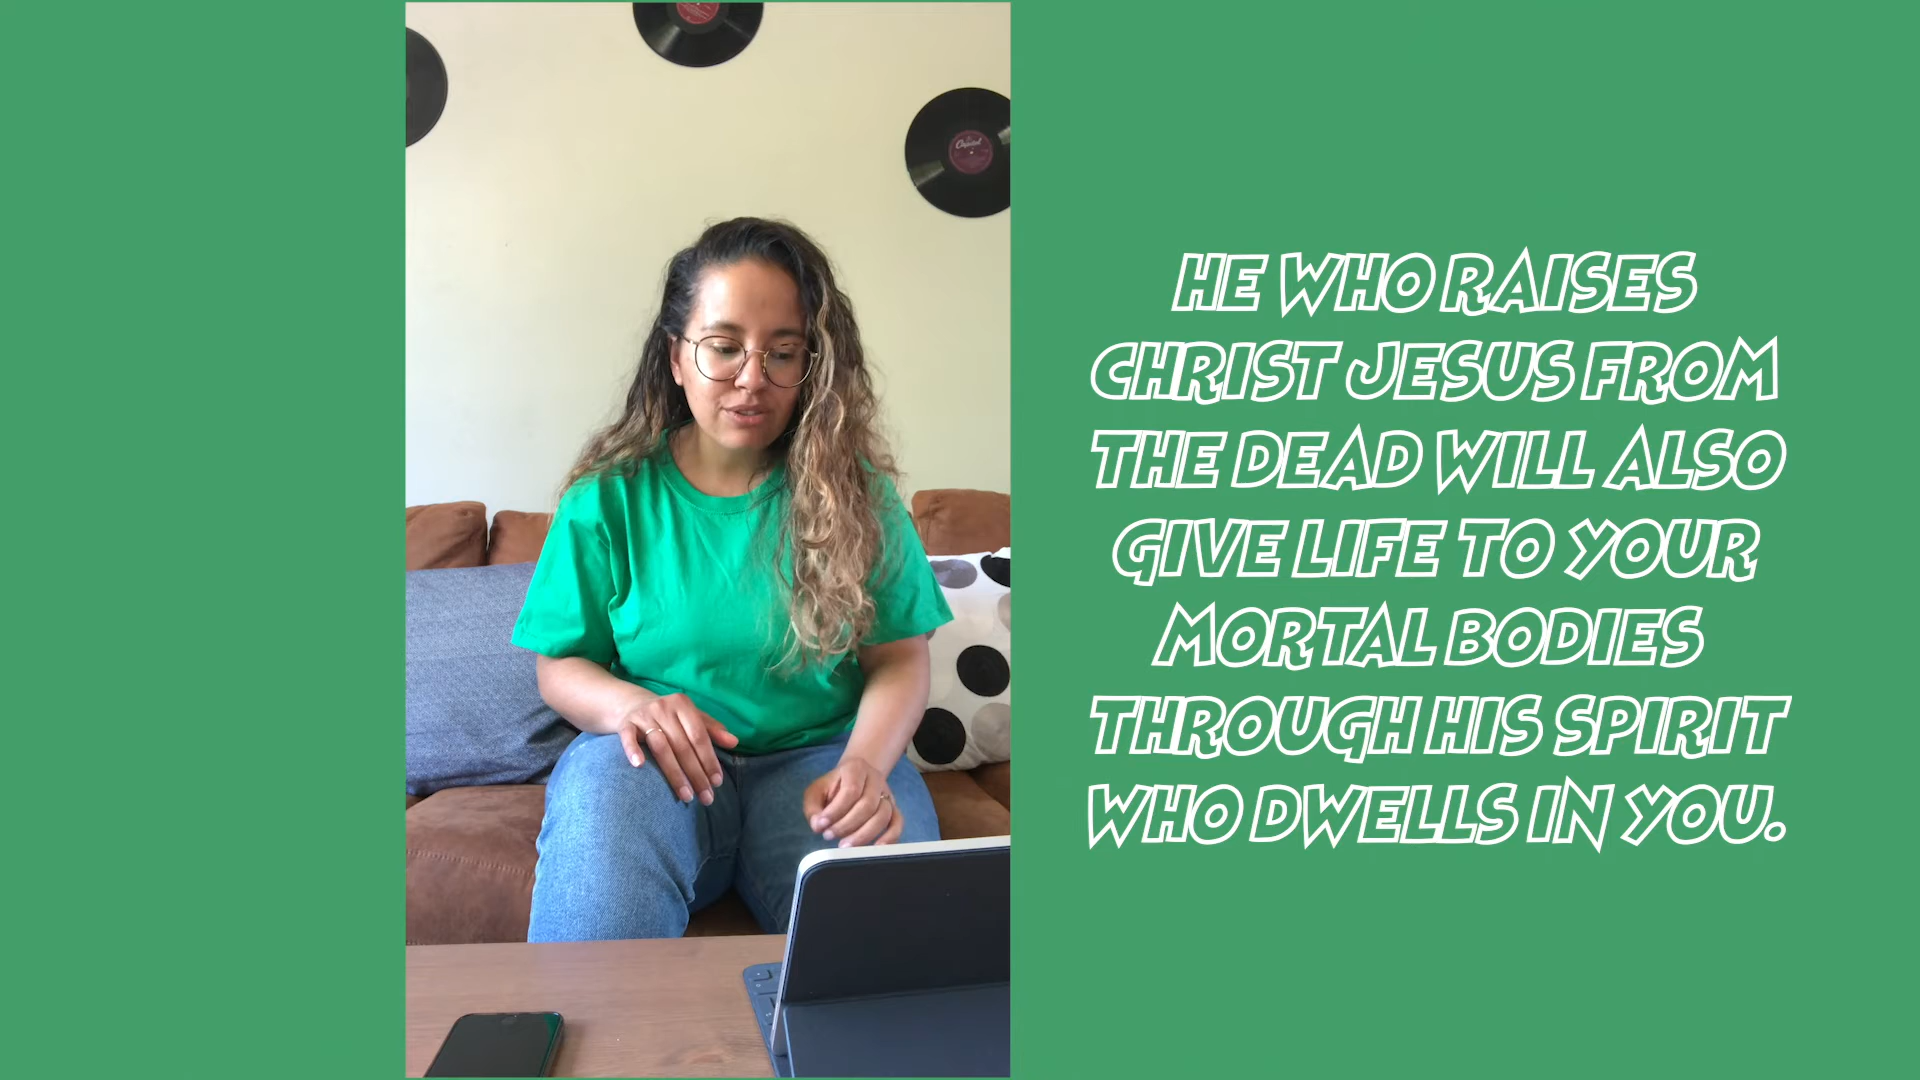 Capitol
HE WHO RAISES
CHRIST JESUS FROM
THE DEAD WILL ALSO
GIVE LIFE TO YOUR
MORTAL BODIES
THROUGH HIS SPIRIT
WHO DWELLS IN YOU.